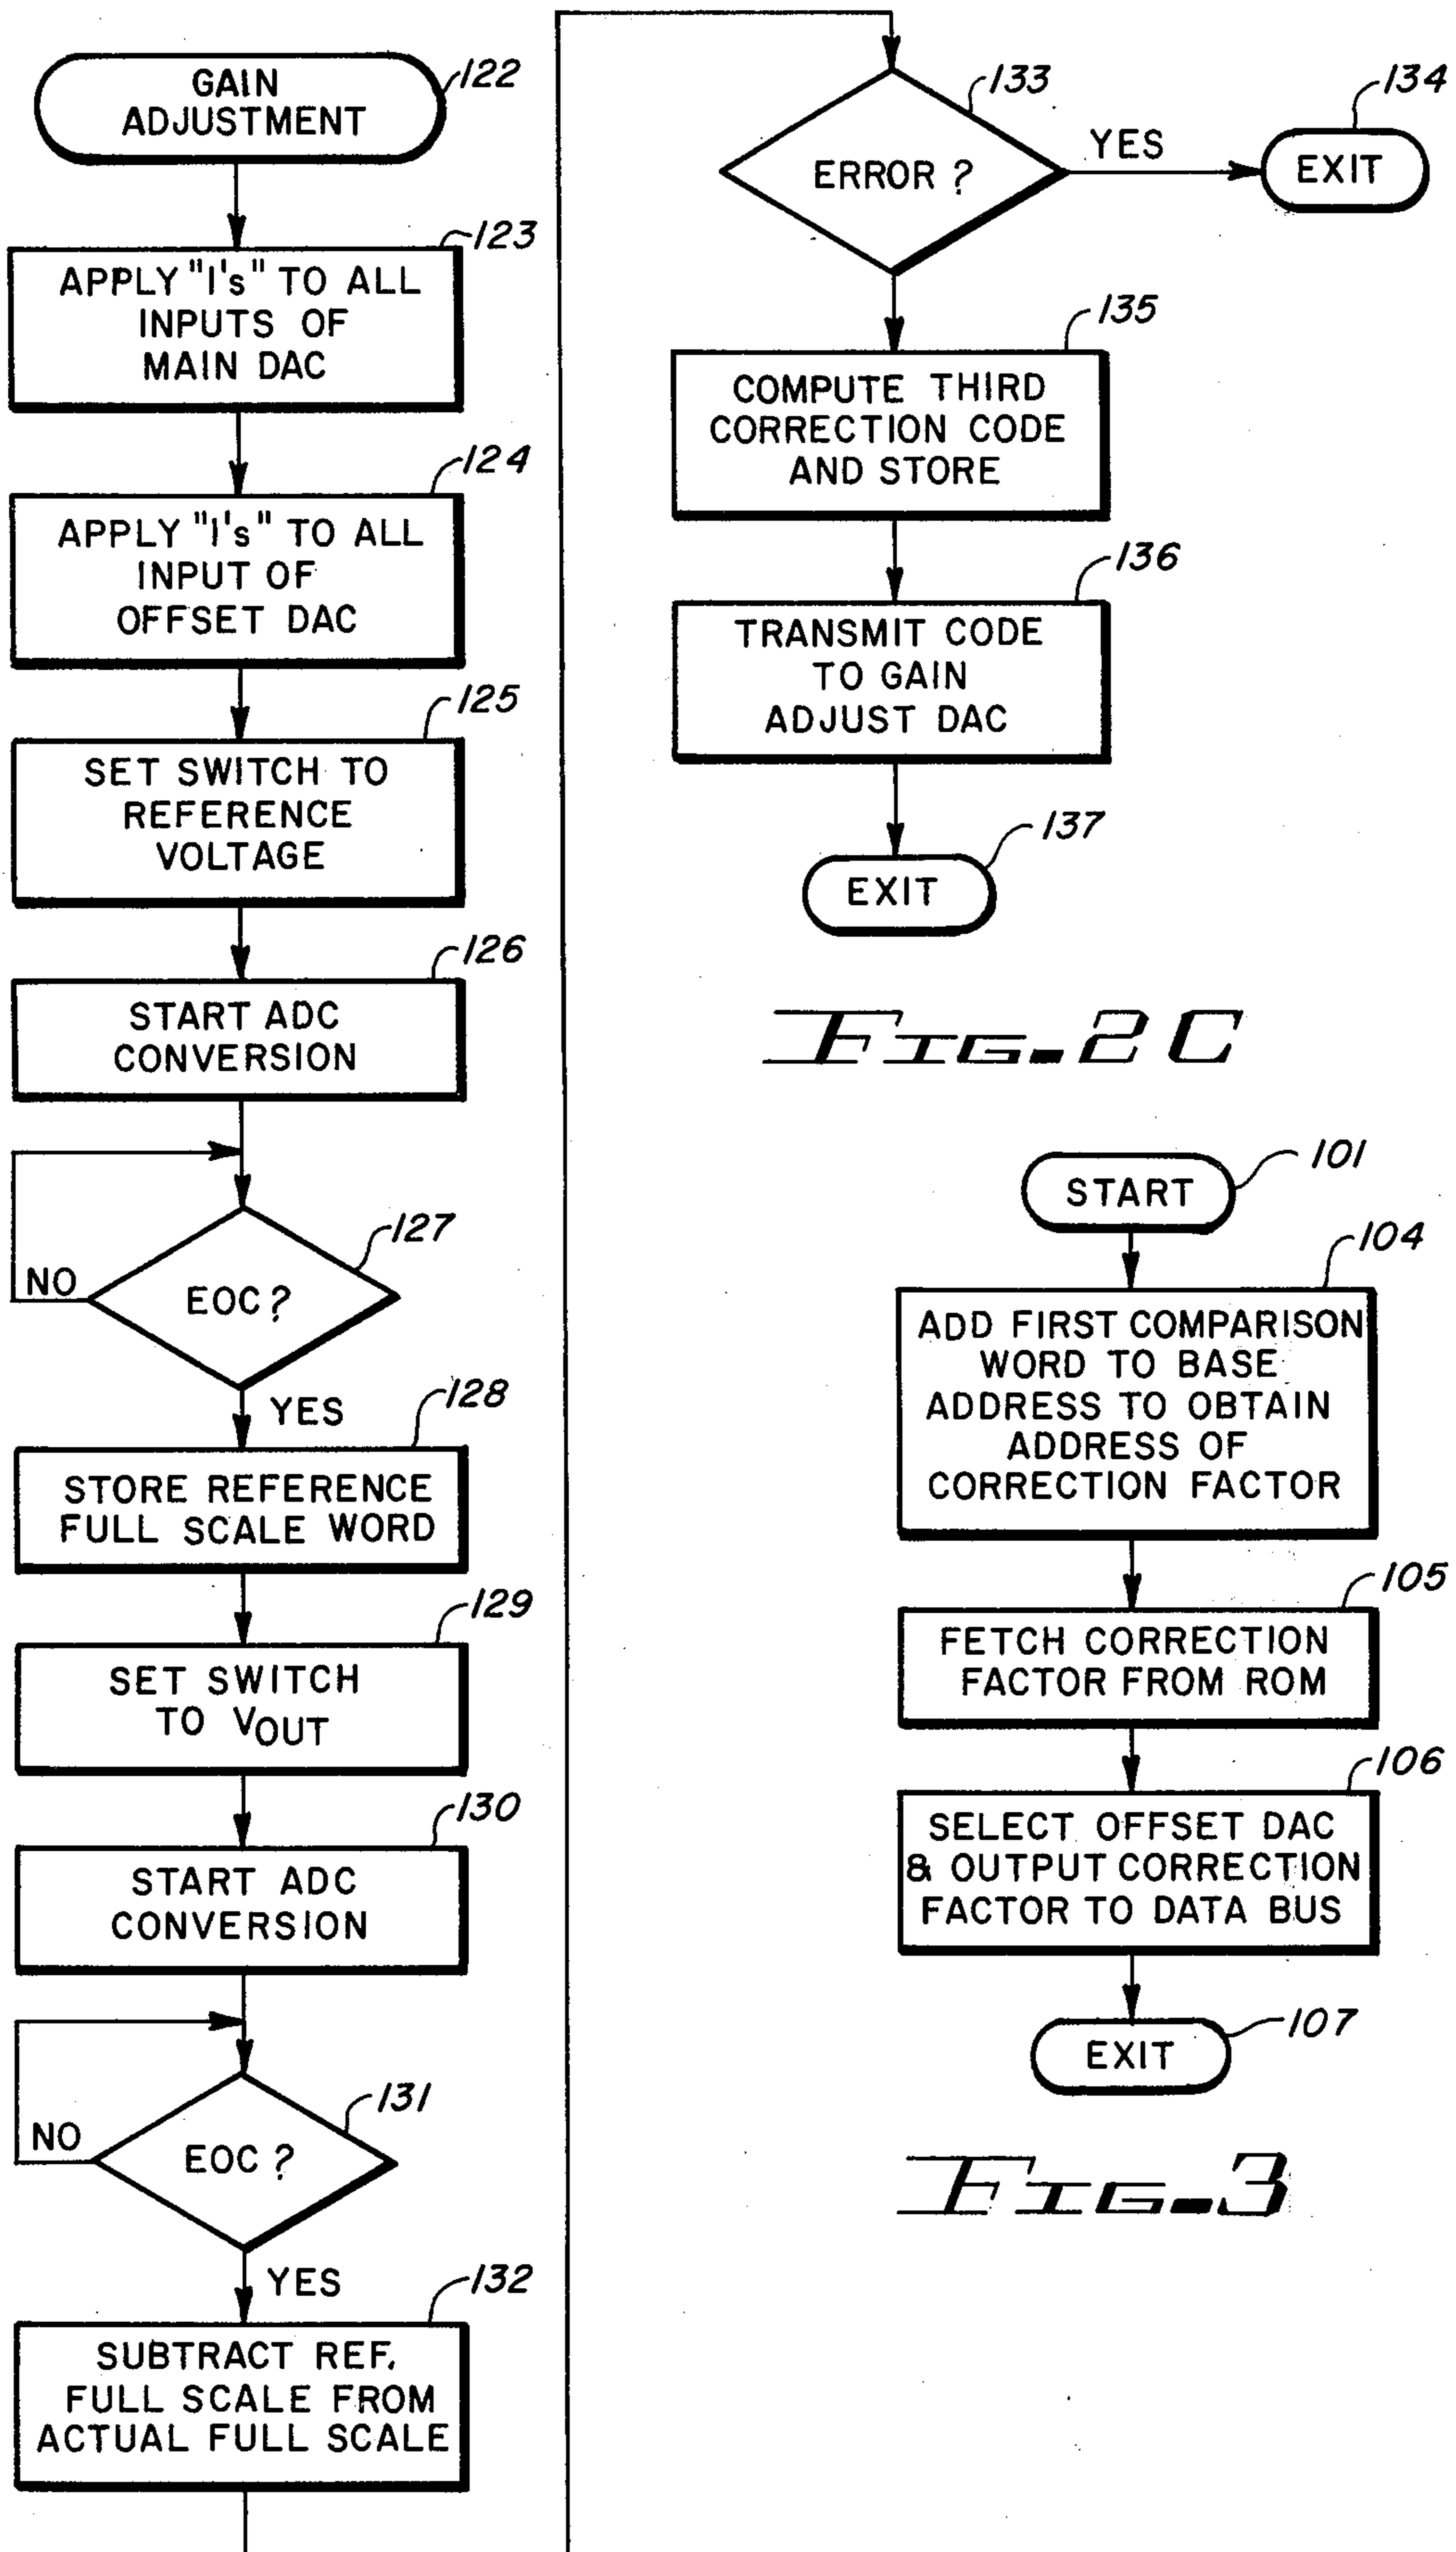 GAIN
ADJUSTMENT
122
123
APPLY "1's" TO ALL
INPUTS OF
MAIN DAC
124
APPLY "1's" TO ALL
INPUT OF
OFFSET DAC
125
SET SWITCH TO
REFERENCE
VOLTAGE
126
START ADC
CONVERSION
127
EOC?
NO
YES
128
STORE REFERENCE
FULL SCALE WORD
129
SET SWITCH
TO VOUT
130
START ADC
CONVERSION
131
EOC?
NO
YES
132
SUBTRACT REF.
FULL SCALE FROM
ACTUAL FULL SCALE
133
ERROR?
YES
134
EXIT
135
COMPUTE THIRD
CORRECTION CODE
AND STORE
136
TRANSMIT CODE
TO GAIN
ADJUST DAC
137
EXIT
FIG. 2C
101
START
104
ADD FIRST COMPARISON
WORD TO BASE
ADDRESS TO OBTAIN
ADDRESS OF
CORRECTION FACTOR
105
FETCH CORRECTION
FACTOR FROM ROM
106
SELECT OFFSET DAC
& OUTPUT CORRECTION
FACTOR TO DATA BUS
107
EXIT
FIG. 3